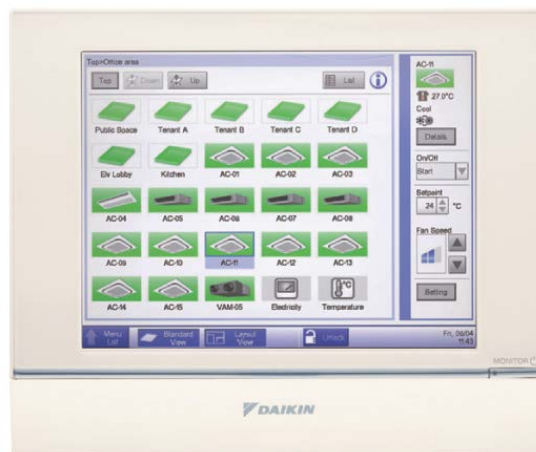 Top>Office area
Top
Down
Up
List
Public Space
Tenant A
Tenant B
Tenant C
Tenant D
Elv Lobby
Kitchen
AC-01
AC-02
AC-03
AC-04
AC-05
AC-06
AC-07
AC-08
AC-09
AC-10
AC-11
AC-12
AC-13
AC-14
AC-15
VAM-05
Electricity
Temperature
°C
AC-11
27.0°C
Cool
Details
On/Off
Start
Setpoint
24 °C
Fan Speed
Setting
Menu
List
Standard
View
Layout
View
Unlock
Fri, 06/04
11:43
MONITOR
DAIKIN